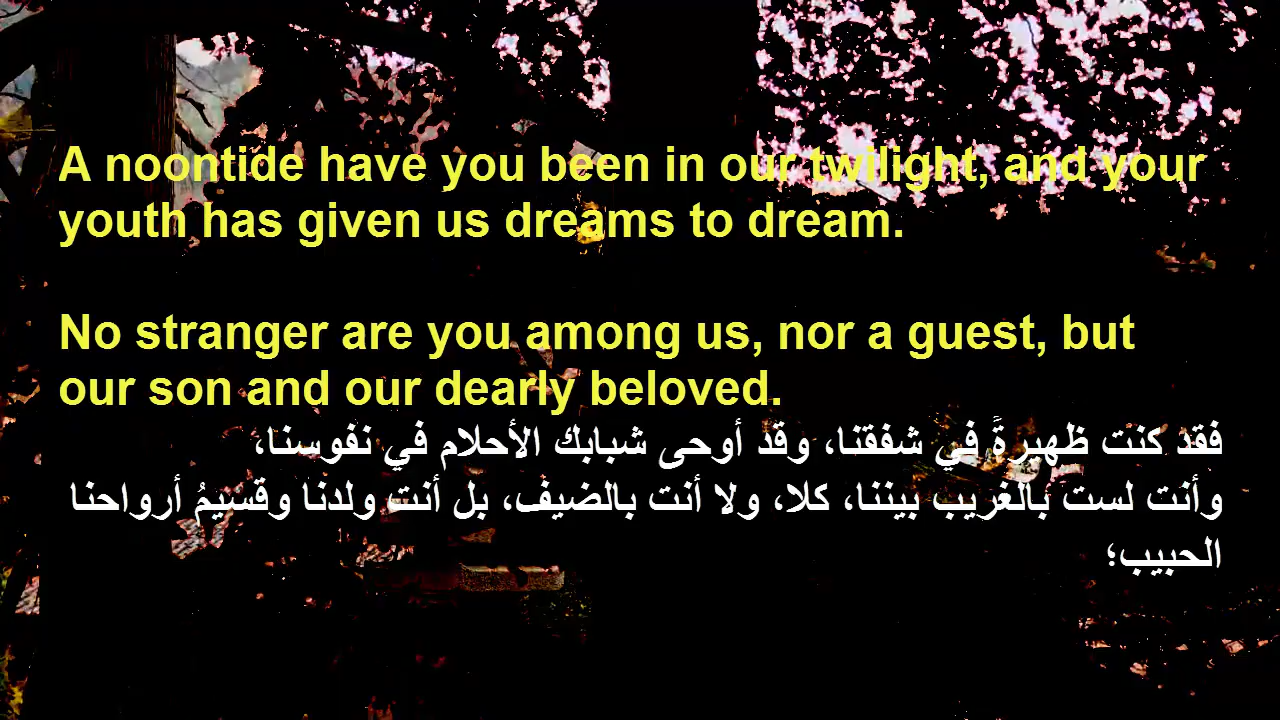 A noontide have you been in our twilight, and your
youth has given us dreams to dream.
No stranger are you among us, nor a guest, but
our son and our dearly beloved.
فقد كنت ظهيرةً في شفقنا، وقد أوحى شبابك الأحلام في نفوسنا،
وأنت لست بالغريب بيننا، كلا، ولا أنت بالضيف، بل أنت ولدنا وقسيمُ أرواحنا
الحبيب؛